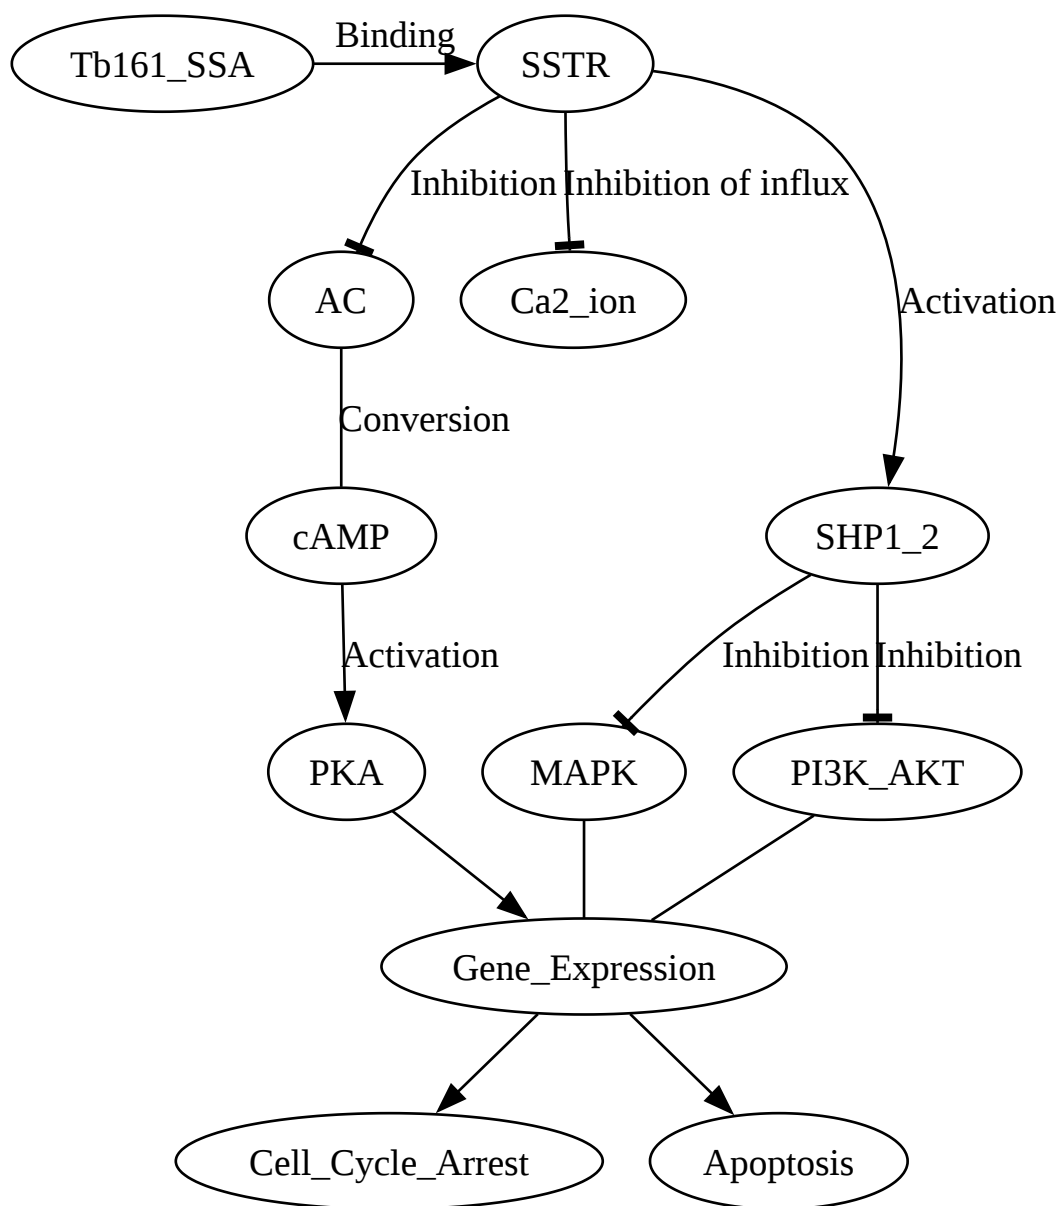 Binding
Tb161_SSA
SSTR
Inhibition
Inhibition of influx
AC
Ca2_ion
Activation
Conversion
cAMP
SHP1_2
Activation
Inhibition
Inhibition
PKA
MAPK
PI3K_AKT
Gene_Expression
Cell_Cycle_Arrest
Apoptosis